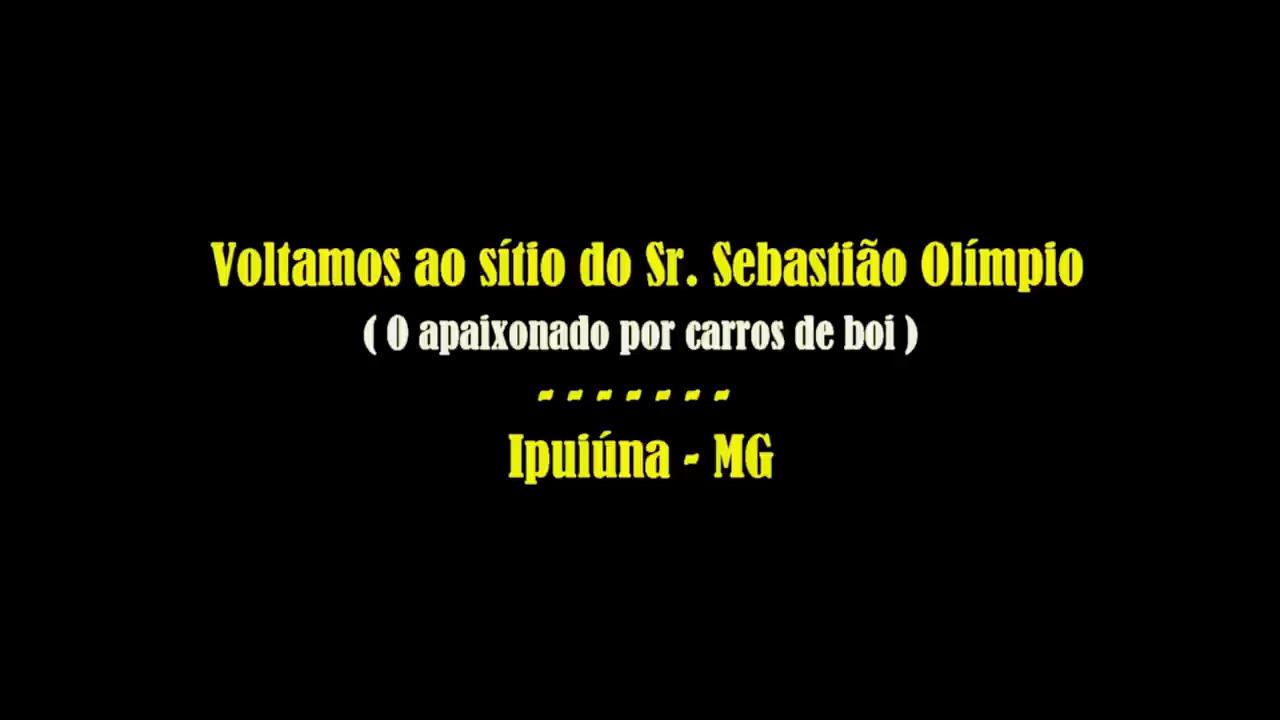 Voltamos ao sítio do Sr. Sebastião Olímpio
( O apaixonado por carros de boi )
- - - - - - -
Ipuiúna - MG